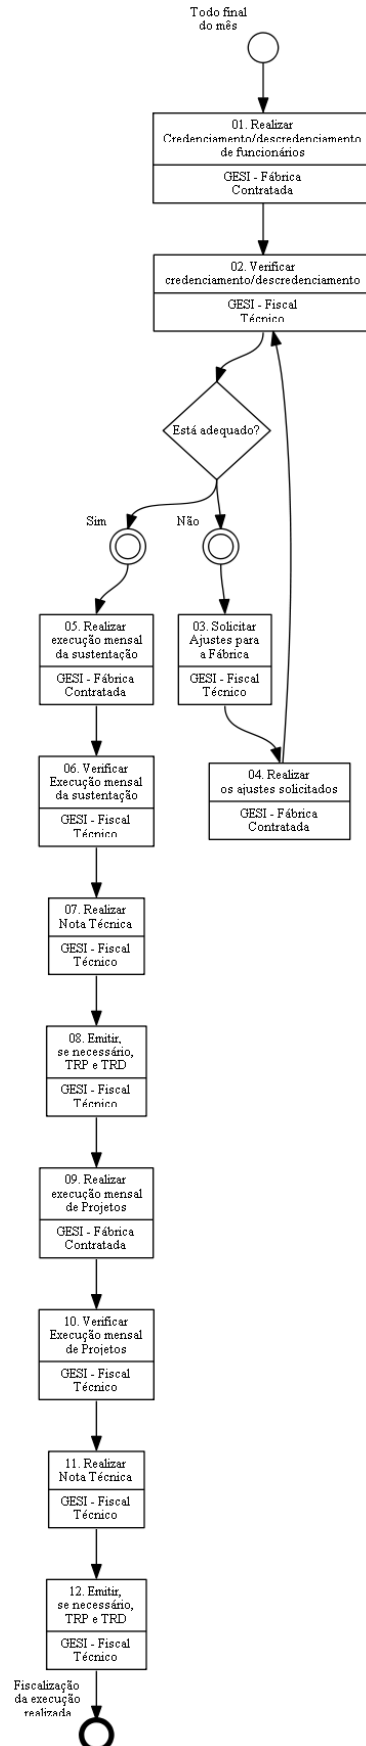 Todo final
do mês
01. Realizar
Credenciamento/descredenciamento
de funcionários
GESI - Fábrica
Contratada
02. Verificar
credenciamento/descredenciamento
GESI - Fiscal
Técnico
Está adequado?
Sim
Não
05. Realizar
execução mensal
da sustentação
GESI - Fábrica
Contratada
03. Solicitar
Ajustes para
a Fábrica
GESI - Fiscal
Técnico
06. Verificar
Execução mensal
da sustentação
GESI - Fiscal
Técnico
04. Realizar
os ajustes solicitados
GESI - Fábrica
Contratada
07. Realizar
Nota Técnica
GESI - Fiscal
Técnico
08. Emitir,
se necessário,
TRP e TRD
GESI - Fiscal
Técnico
09. Realizar
execução mensal
de Projetos
GESI - Fábrica
Contratada
10. Verificar
Execução mensal
de Projetos
GESI - Fiscal
Técnico
11. Realizar
Nota Técnica
GESI - Fiscal
Técnico
12. Emitir,
se necessário,
TRP e TRD
GESI - Fiscal
Técnico
Fiscalização
da execução
realizada